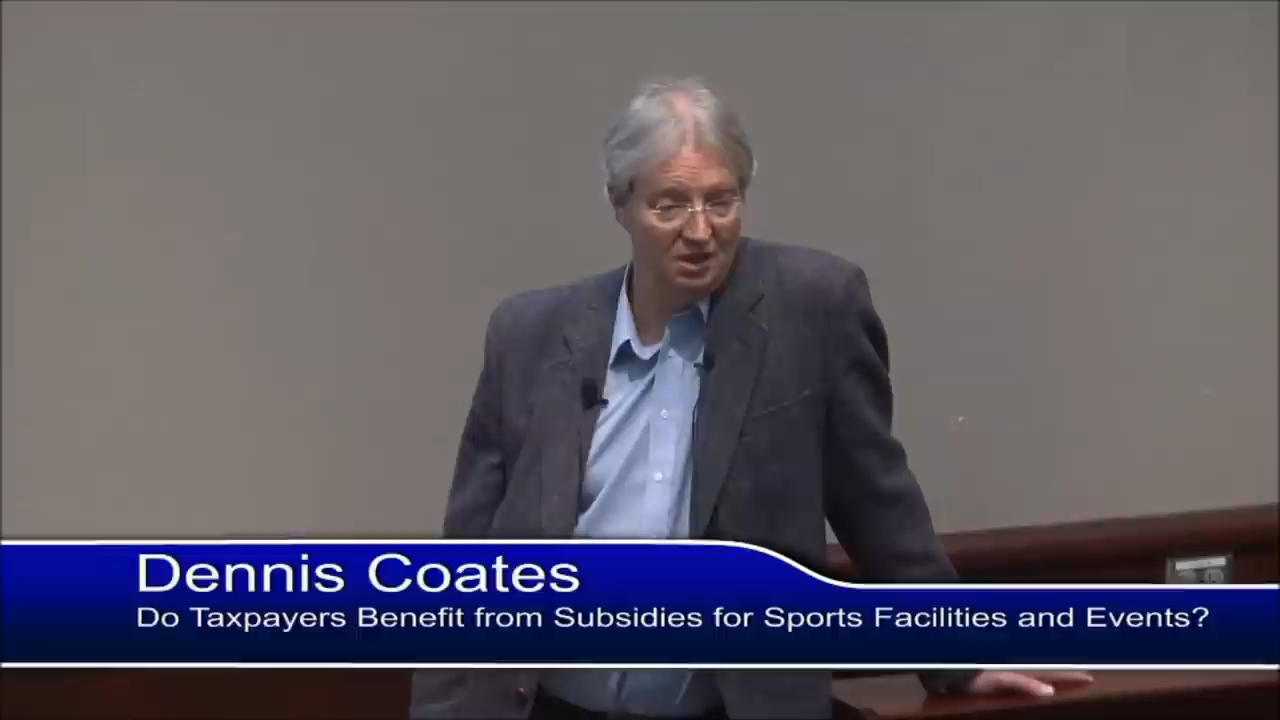 Dennis Coates
Do Taxpayers Benefit from Subsidies for Sports Facilities and Events?